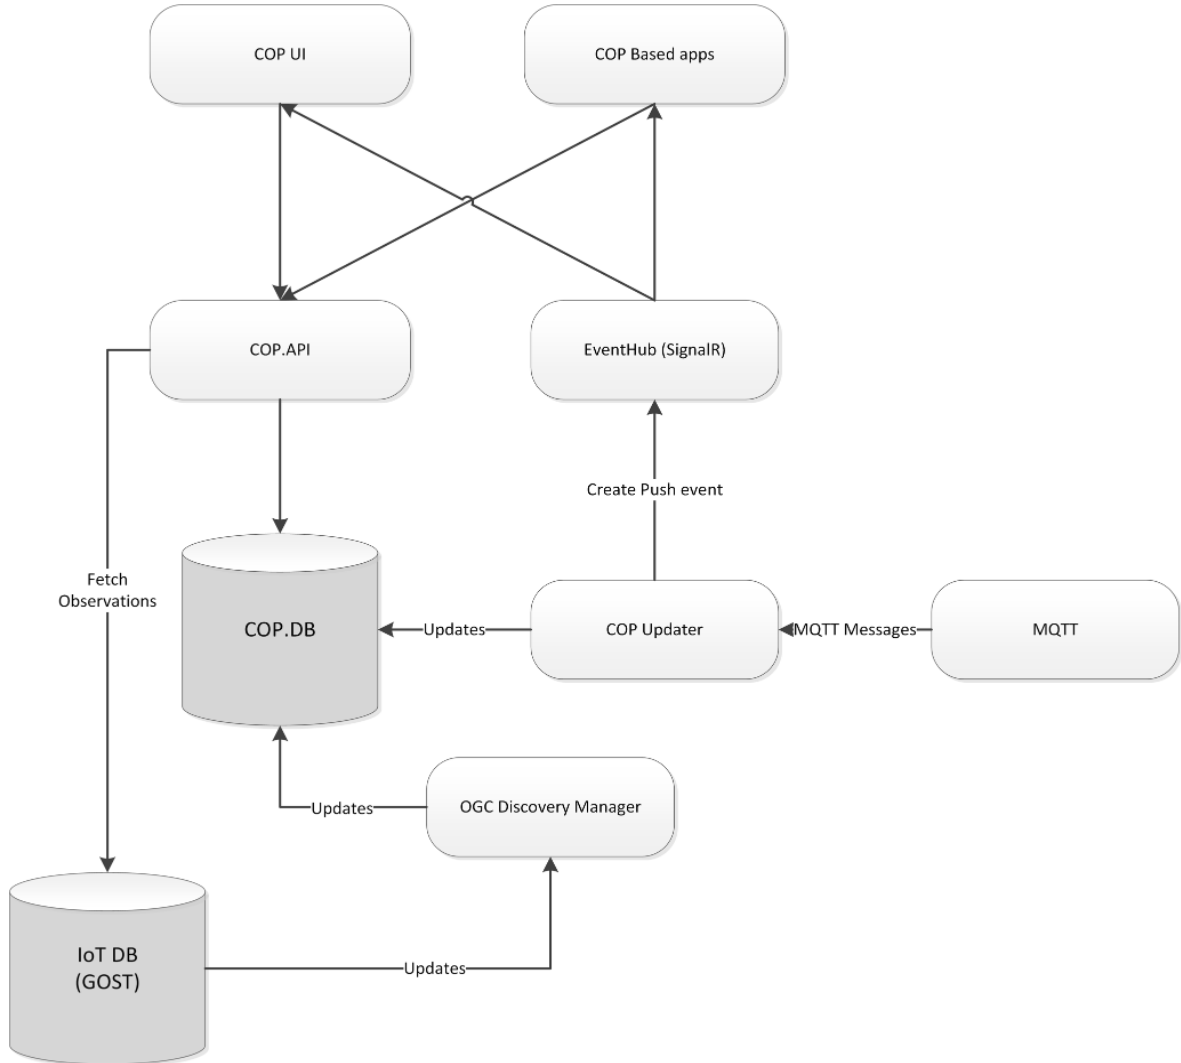 COP UI
COP Based apps
COP.API
EventHub (SignalR)
Create Push event
Fetch
Observations
COP.DB
Updates
COP Updater
MQTT Messages
MQTT
Updates
OGC Discovery Manager
IoT DB
(GOST)
Updates